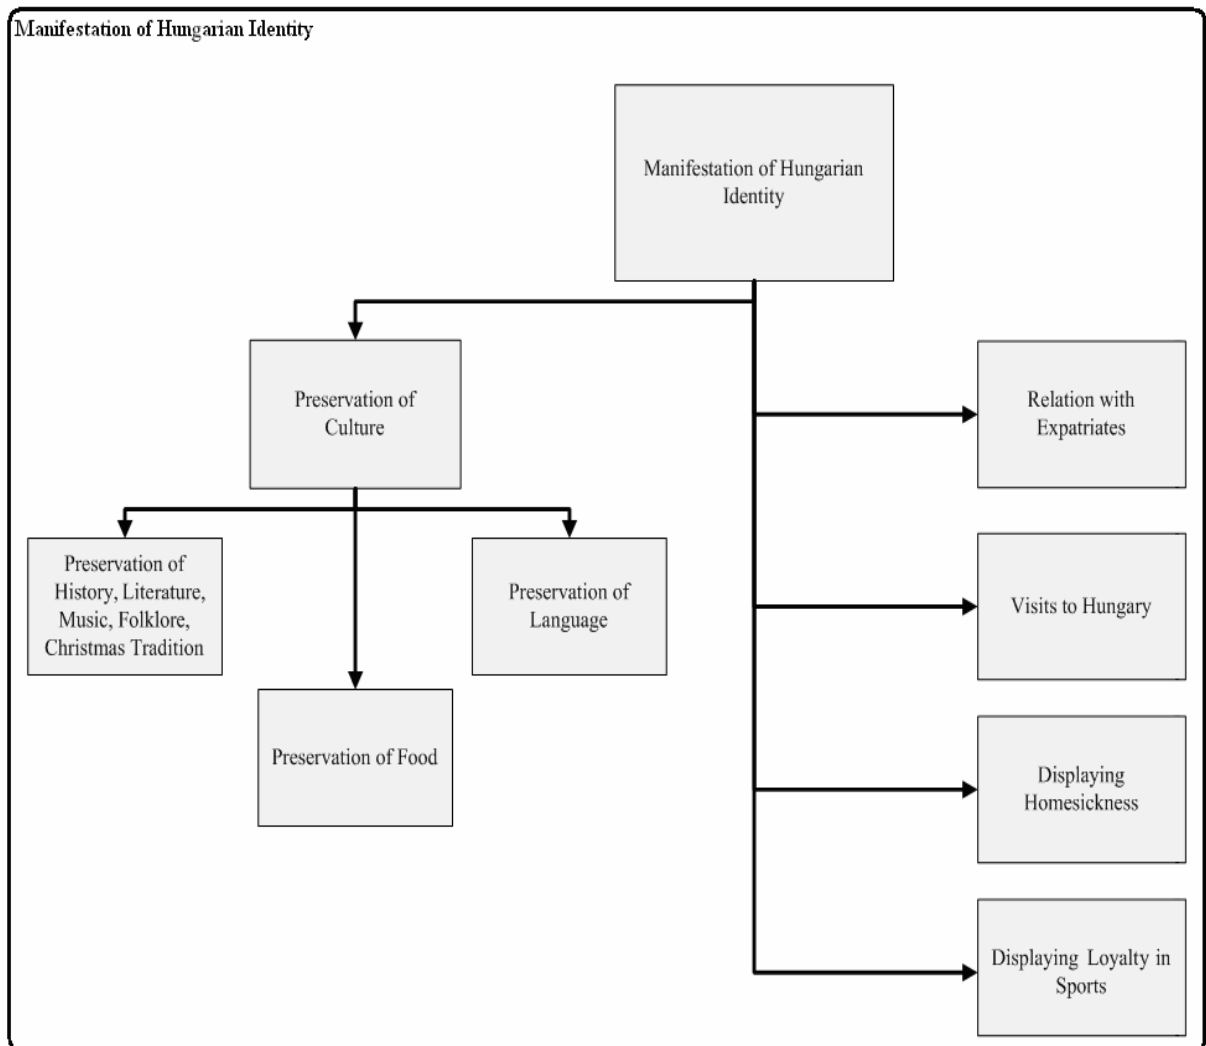 Manifestation of Hungarian Identity
Manifestation of Hungarian
Identity
Preservation of
Culture
Relation with
Expatriates
Preservation of
History, Literature,
Music, Folklore,
Christmas Tradition
Preservation of
Language
Visits to Hungary
Preservation of Food
Displaying
Homesickness
Displaying Loyalty in
Sports